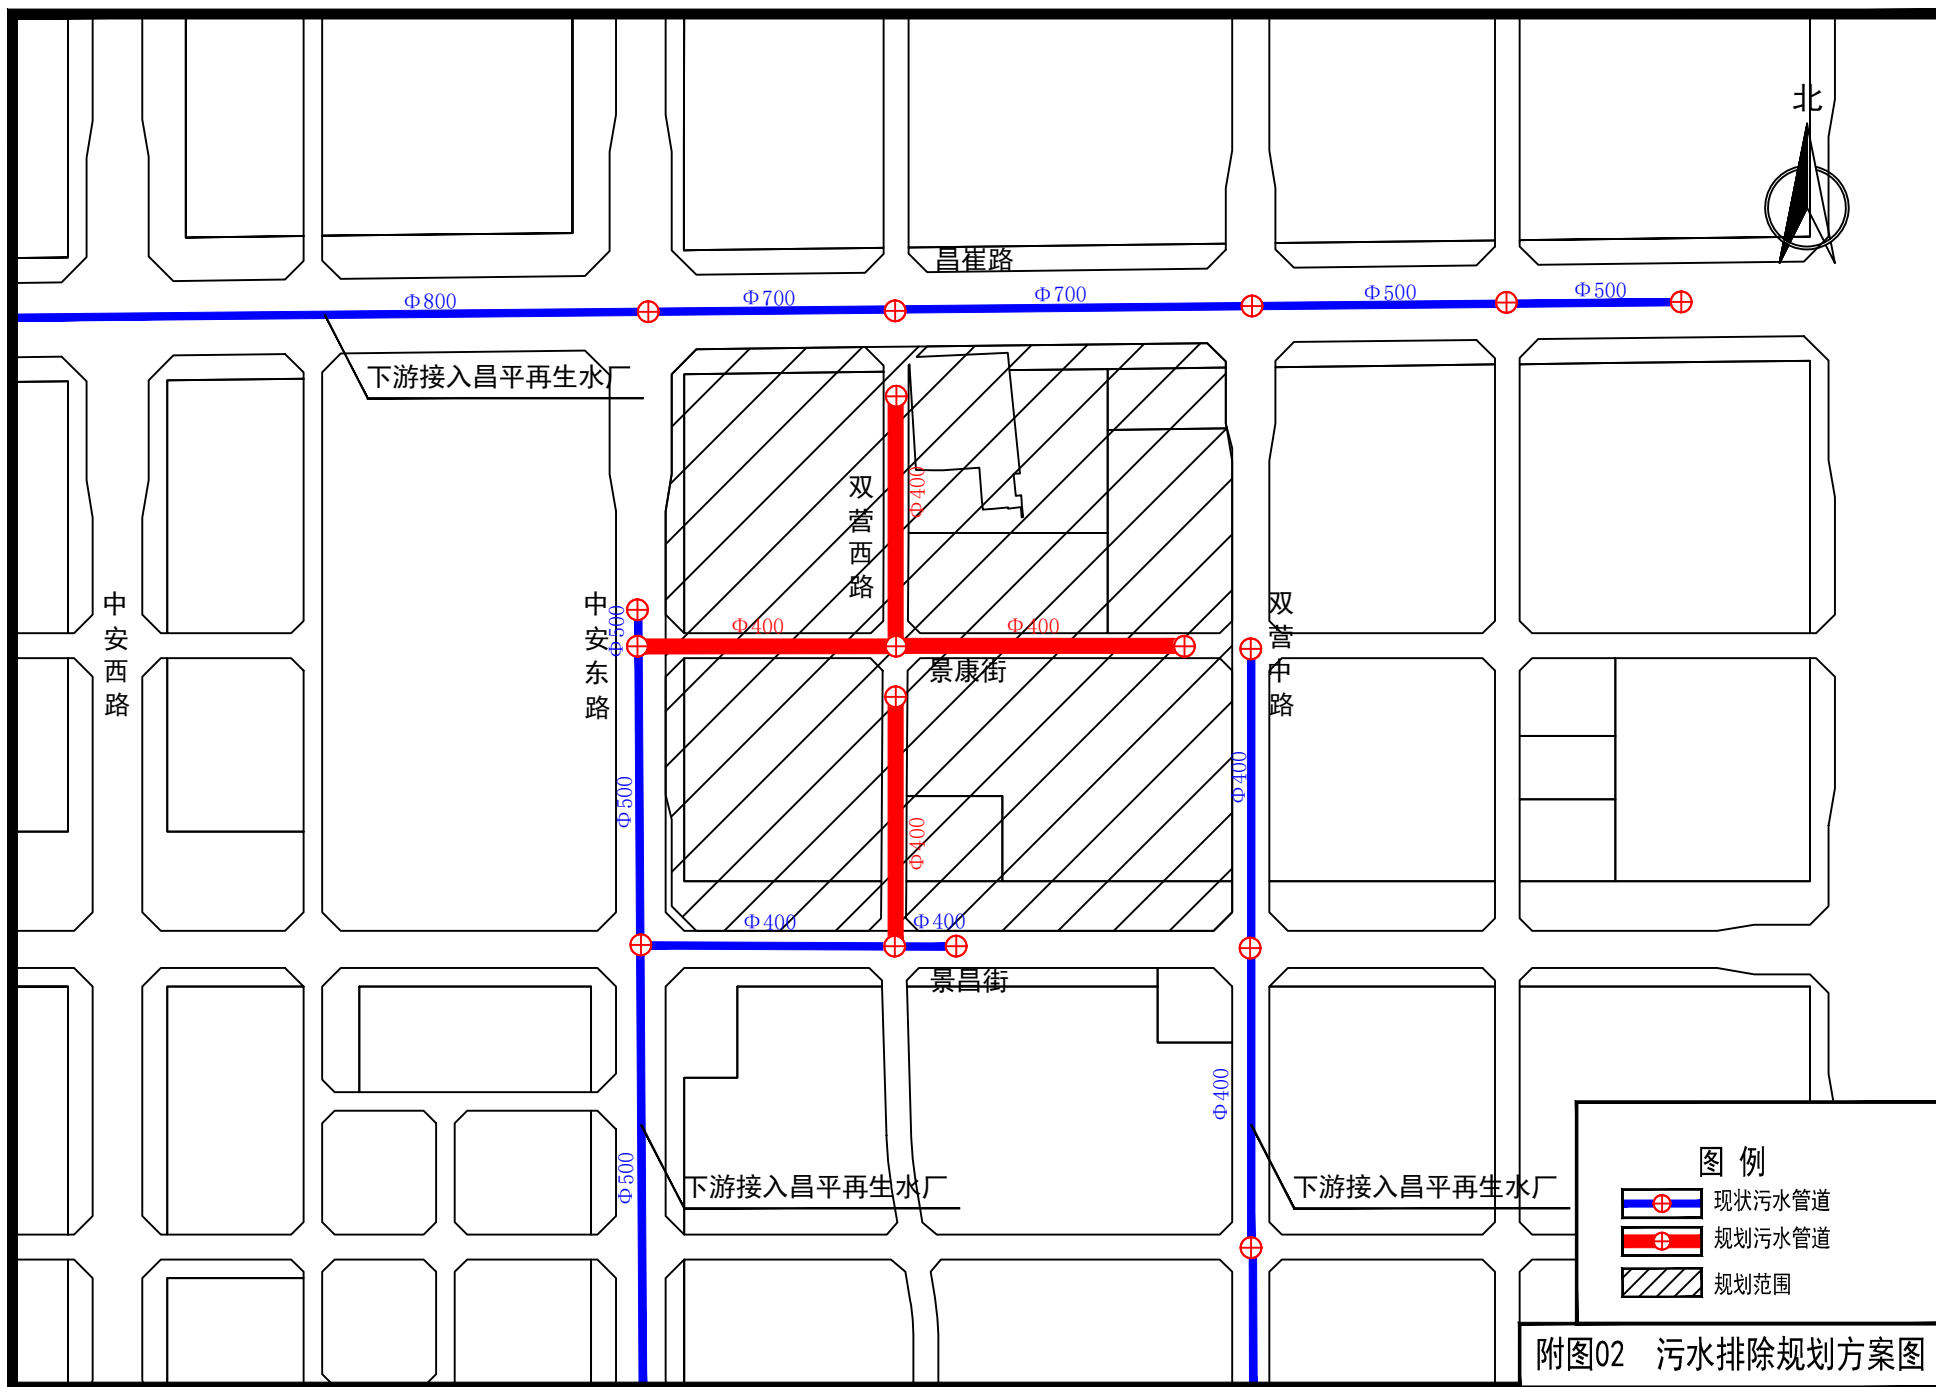 北
昌崔路
Φ800
Φ700
Φ700
Φ500
Φ500
下游接入昌平再生水厂
双营西路
Φ400
中安西路
中安东路
Φ500
Φ400
Φ400
双营中路
景康街
Φ500
Φ400
Φ400
Φ400
Φ400
景昌街
Φ400
Φ500
下游接入昌平再生水厂
下游接入昌平再生水厂
图 例
现状污水管道
规划污水管道
规划范围
附图02 污水排除规划方案图